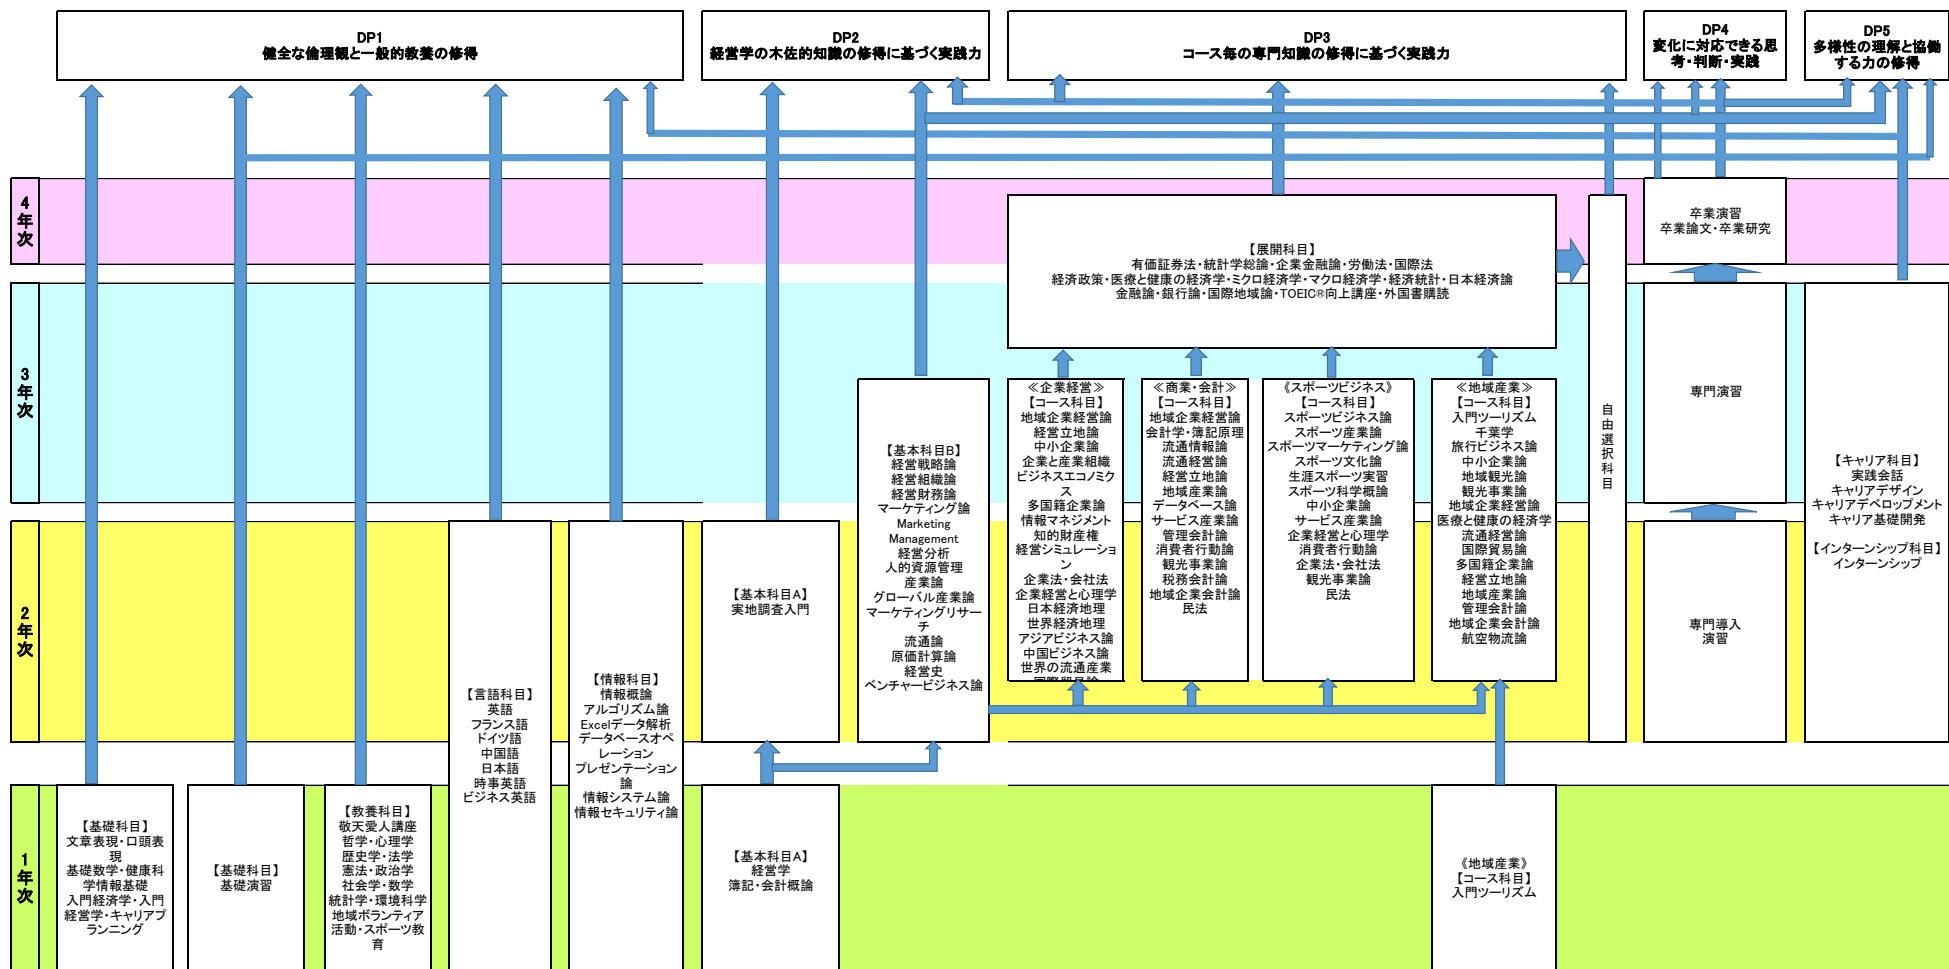 DP1
健全な倫理観と一般的教養の修得
DP2
経営学の木佐的知識の修得に基づく実践力
DP3
コース毎の専門知識の修得に基づく実践力
DP4
変化に対応できる思
考・判断・実践
DP5
多様性の理解と協働
する力の修得
4
年
次
【展開科目】
有価証券法・統計学総論・企業金融論・労働法・国際法
経済政策・医療と健康の経済学・ミクロ経済学・マクロ経済学・経済統計・日本経済論
金融論・銀行論・国際地域論・TOEIC®向上講座・外国書購読
卒業演習
卒業論文・卒業研究
3
年
次
【基本科目B】
経営戦略論
経営組織論
経営財務論
マーケティング論
Marketing
Management
経営分析
人的資源管理
産業論
グローバル産業論
マーケティングリサー
チ
流通論
原価計算論
経営史
ベンチャービジネス論
≪企業経営≫
【コース科目】
地域企業経営論
経営立地論
中小企業論
企業と産業組織
ビジネスエコノミク
ス
多国籍企業論
情報マネジメント
知的財産権
経営シミュレーショ
ン
企業法・会社法
企業経営と心理学
日本経済地理
世界経済地理
アジアビジネス論
中国ビジネス論
世界の流通産業
≪商業・会計≫
【コース科目】
地域企業経営論
会計学・簿記原理
流通情報論
流通経営論
経営立地論
地域産業論
データベース論
サービス産業論
管理会計論
消費者行動論
観光事業論
税務会計論
地域企業会計論
民法
《スポーツビジネス》
【コース科目】
スポーツビジネス論
スポーツ産業論
スポーツマーケティング論
スポーツ文化論
生涯スポーツ実習
スポーツ科学概論
中小企業論
サービス産業論
企業経営と心理学
消費者行動論
企業法・会社法
観光事業論
民法
≪地域産業≫
【コース科目】
入門ツーリズム
千葉学
旅行ビジネス論
中小企業論
地域観光論
観光事業論
地域企業経営論
医療と健康の経済学
流通経営論
国際貿易論
多国籍企業論
経営立地論
地域産業論
管理会計論
地域企業会計論
航空物流論
自
由
選
択
科
目
専門演習
【キャリア科目】
実践会話
キャリアデザイン
キャリアデベロップメント
キャリア基礎開発
【インターンシップ科目】
インターンシップ
2
年
次
【言語科目】
英語
フランス語
ドイツ語
中国語
日本語
時事英語
ビジネス英語
【情報科目】
情報概論
アルゴリズム論
Excelデータ解析
データベースオペ
レーション
プレゼンテーション
論
情報システム論
情報セキュリティ論
【基本科目A】
実地調査入門
専門導入
演習
1
年
次
【基礎科目】
文章表現・口頭表
現
基礎数学・健康科
学情報基礎
入門経済学・入門
経営学・キャリアプ
ランニング
【基礎科目】
基礎演習
【教養科目】
敬天愛人講座
哲学・心理学
歴史学・法学
憲法・政治学
社会学・数学
統計学・環境科学
地域ボランティア
活動・スポーツ教
育
【基本科目A】
経営学
簿記・会計概論
《地域産業》
【コース科目】
入門ツーリズム